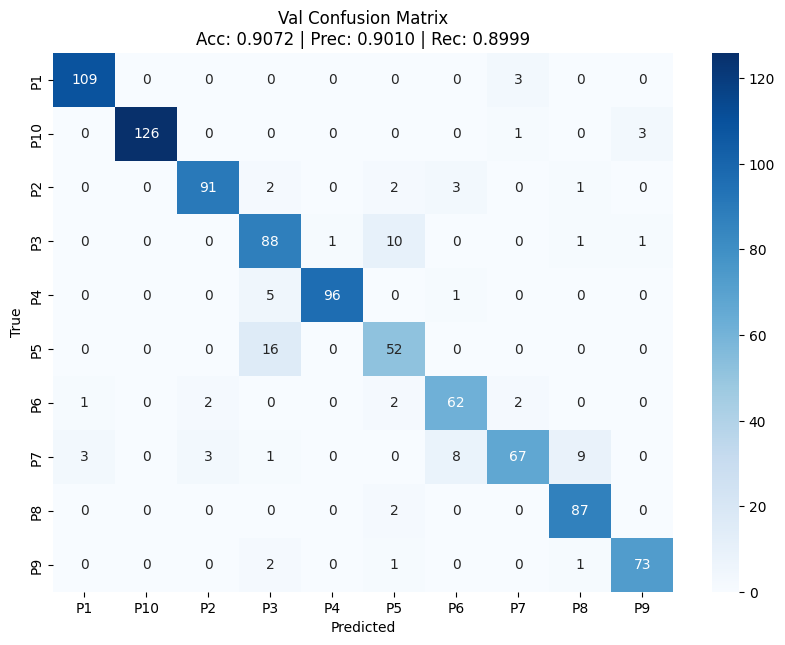 Val Confusion Matrix
Acc: 0.9072 | Prec: 0.9010 | Rec: 0.8999
P1 109 0 0 0 0 0 0 3 0 0
P10 0 126 0 0 0 0 0 1 0 3
P2 0 0 91 2 0 2 3 0 1 0
P3 0 0 0 88 1 10 0 0 1 1
P4 0 0 0 5 96 0 1 0 0 0
P5 0 0 0 16 0 52 0 0 0 0
P6 1 0 2 0 0 2 62 2 0 0
P7 3 0 3 1 0 0 8 67 9 0
P8 0 0 0 0 0 2 0 0 87 0
P9 0 0 0 2 0 1 0 0 1 73
P1 P10 P2 P3 P4 P5 P6 P7 P8 P9
Predicted
True
120
100
80
60
40
20
0